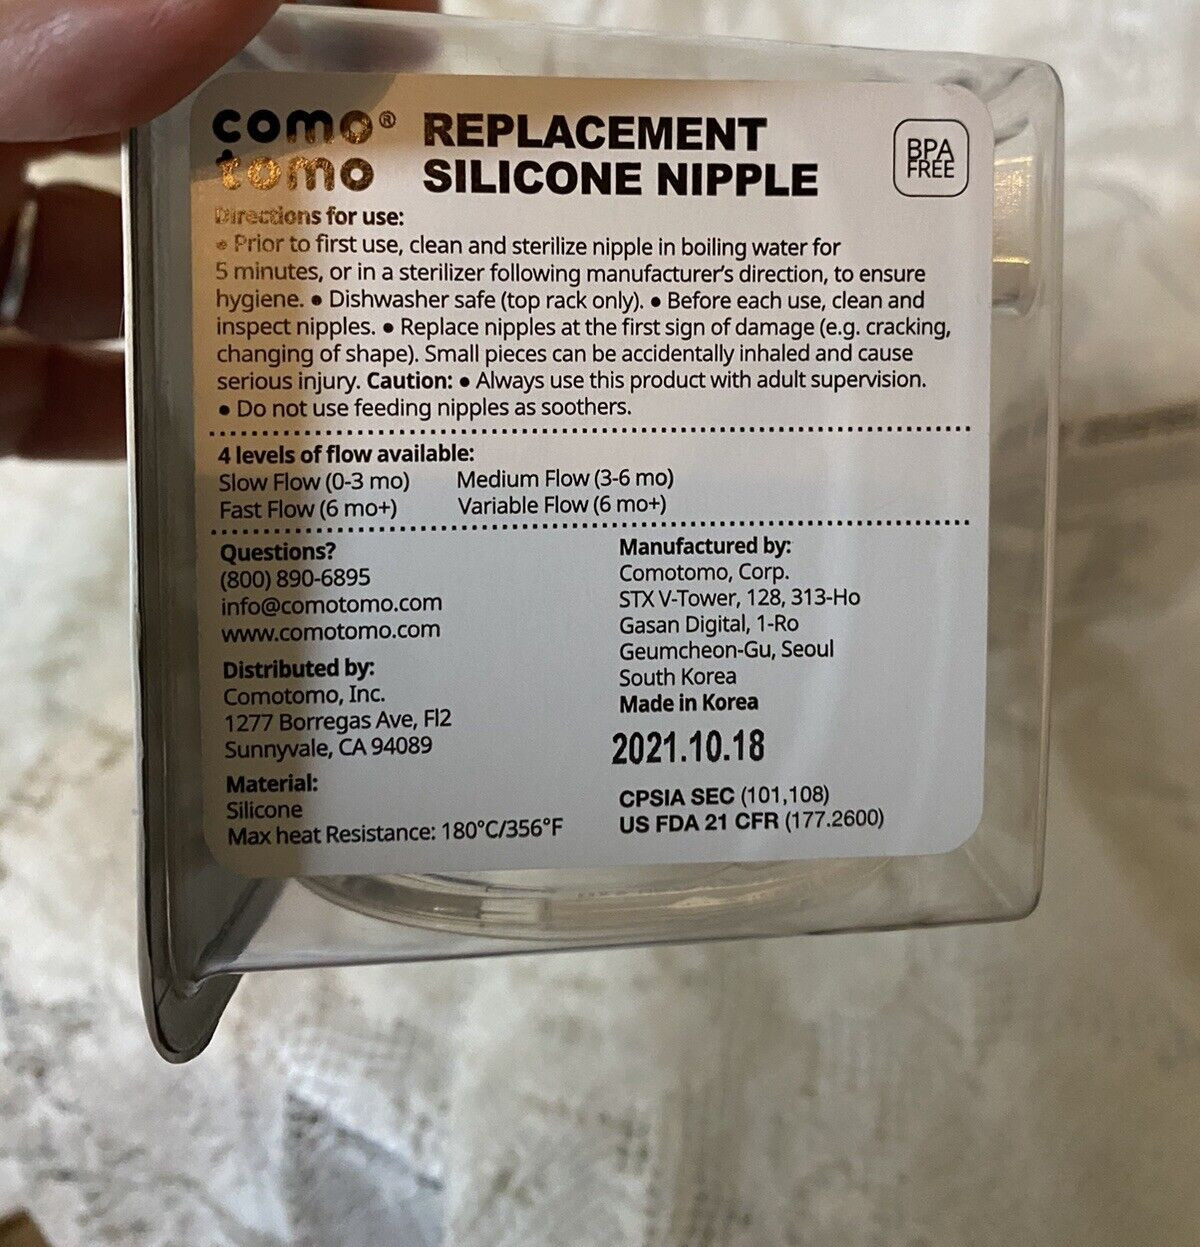 como® REPLACEMENT
tomo SILICONE NIPPLE
BPA
FREE
Directions for use:
● Prior to first use, clean and sterilize nipple in boiling water for
5 minutes, or in a sterilizer following manufacturer's direction, to ensure
hygiene. ● Dishwasher safe (top rack only). ● Before each use, clean and
inspect nipples. ● Replace nipples at the first sign of damage (e.g. cracking,
changing of shape). Small pieces can be accidentally inhaled and cause
serious injury. Caution: ● Always use this product with adult supervision.
● Do not use feeding nipples as soothers.
4 levels of flow available:
Slow Flow (0-3 mo) Medium Flow (3-6 mo)
Fast Flow (6 mo+) Variable Flow (6 mo+)
Questions?
(800) 890-6895
info@comotomo.com
www.comotomo.com
Distributed by:
Comotomo, Inc.
1277 Borregas Ave, Fl2
Sunnyvale, CA 94089
Material:
Silicone
Max heat Resistance: 180°C/356°F
Manufactured by:
Comotomo, Corp.
STX V-Tower, 128, 313-Ho
Gasan Digital, 1-Ro
Geumcheon-Gu, Seoul
South Korea
Made in Korea
2021.10.18
CPSIA SEC (101,108)
US FDA 21 CFR (177.2600)